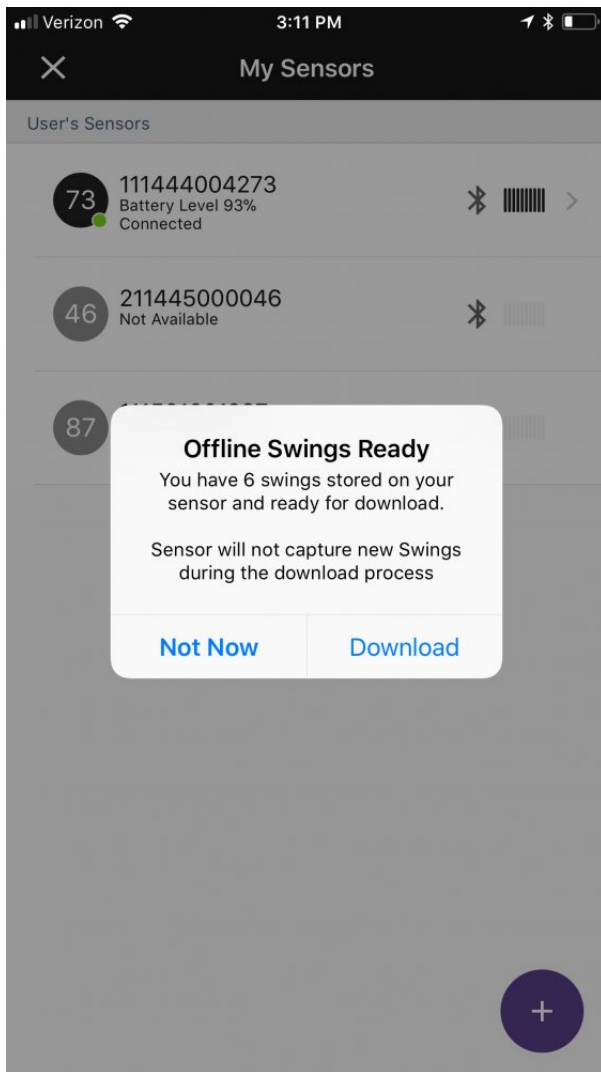 Verizon 3:11 PM
My Sensors
User's Sensors
73 111444004273
Battery Level 93%
Connected
46 211445000046
Not Available
87
Offline Swings Ready
You have 6 swings stored on your
sensor and ready for download.
Sensor will not capture new Swings
during the download process
Not Now Download
+